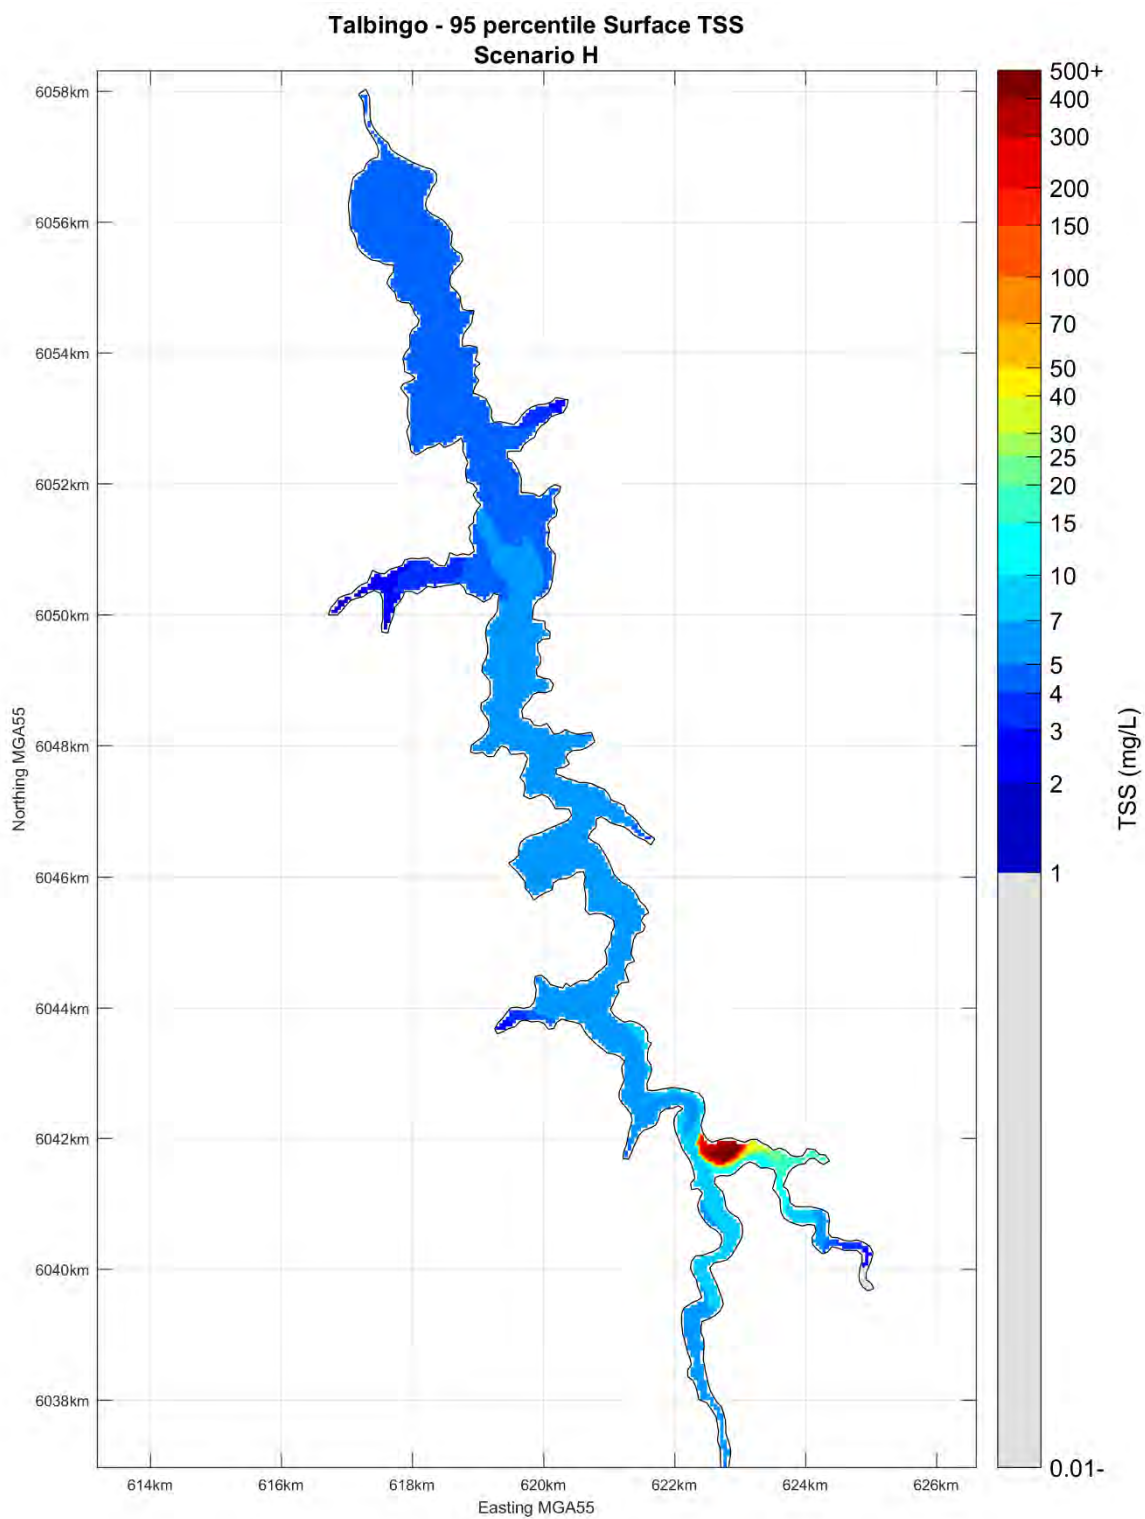 Talbingo - 95 percentile Surface TSS
Scenario H
6058km
6056km
6054km
6052km
6050km
6048km
6046km
6044km
6042km
6040km
6038km
Northing MGA55
614km
616km
618km
620km
622km
624km
626km
Easting MGA55
500+
400
300
200
150
100
70
50
40
30
25
20
15
10
7
5
4
3
2
1
0.01-
TSS (mg/L)